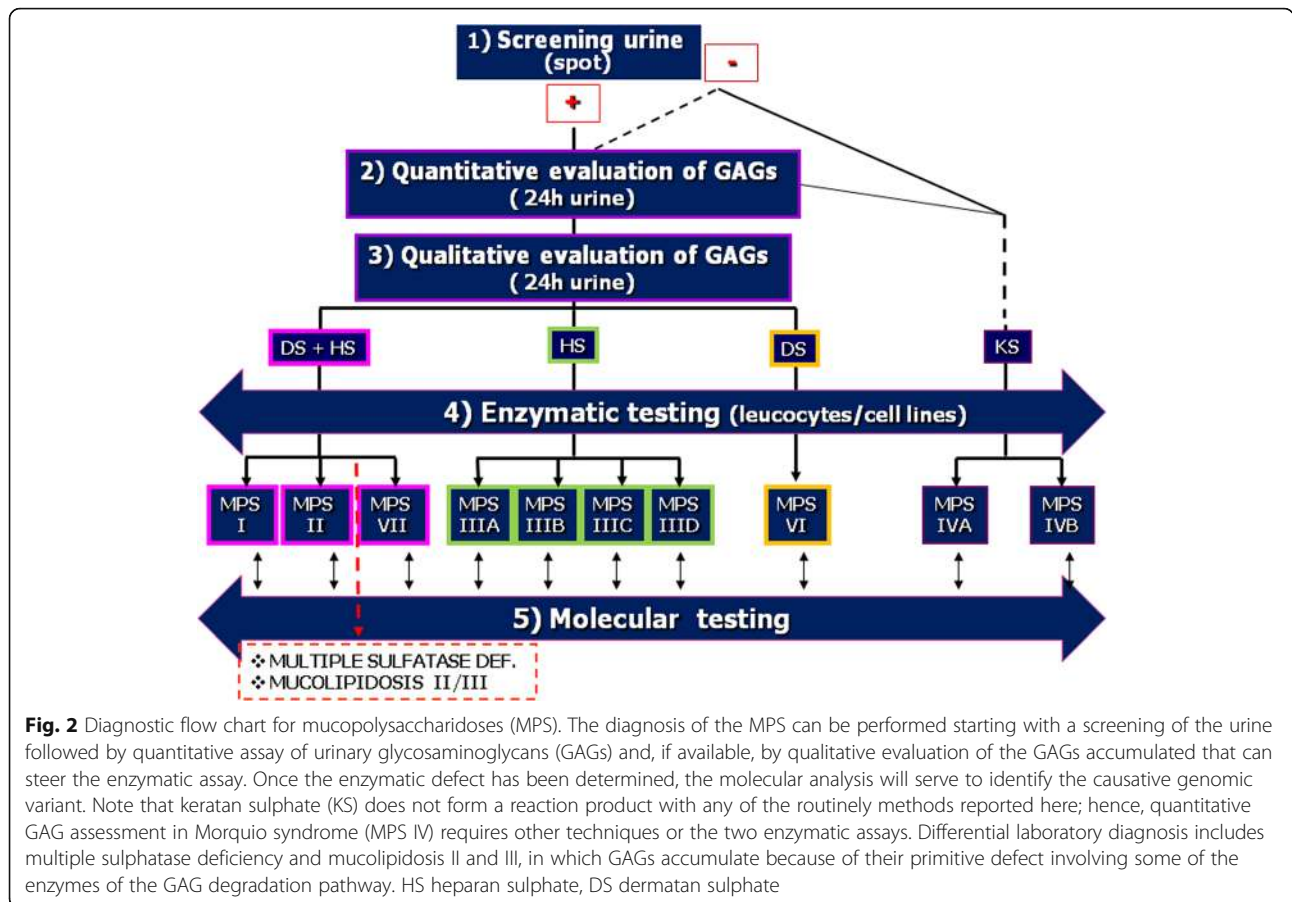 1) Screening urine
(spot)
-
+
2) Quantitative evaluation of GAGs
( 24h urine)
3) Qualitative evaluation of GAGs
( 24h urine)
DS + HS
HS
DS
KS
4) Enzymatic testing (leucocytes/cell lines)
MPS
I
MPS
II
MPS
VII
MPS
IIIA
MPS
IIIB
MPS
IIIC
MPS
IIID
MPS
VI
MPS
IVA
MPS
IVB
5) Molecular testing
❖ MULTIPLE SULFATASE DEF.
❖ MUCOLIPIDOSIS II/III
Fig. 2 Diagnostic flow chart for mucopolysaccharidoses (MPS). The diagnosis of the MPS can be performed starting with a screening of the urine
followed by quantitative assay of urinary glycosaminoglycans (GAGs) and, if available, by qualitative evaluation of the GAGs accumulated that can
steer the enzymatic assay. Once the enzymatic defect has been determined, the molecular analysis will serve to identify the causative genomic
variant. Note that keratan sulphate (KS) does not form a reaction product with any of the routinely methods reported here; hence, quantitative
GAG assessment in Morquio syndrome (MPS IV) requires other techniques or the two enzymatic assays. Differential laboratory diagnosis includes
multiple sulphatase deficiency and mucolipidosis II and III, in which GAGs accumulate because of their primitive defect involving some of the
enzymes of the GAG degradation pathway. HS heparan sulphate, DS dermatan sulphate